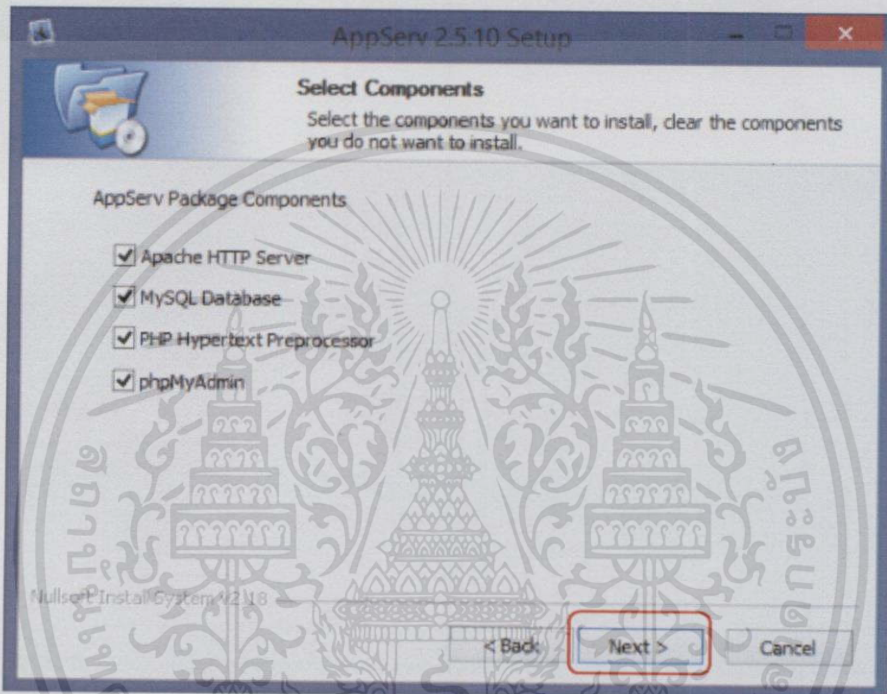 AppServ 2.5.10 Setup
Select Components
Select the components you want to install, clear the components
you do not want to install.
AppServ Package Components
Apache HTTP Server
MySQL Database
PHP Hypertext Preprocessor
phpMyAdmin
Nullsoft Install System v2.18
< Back
Next >
Cancel